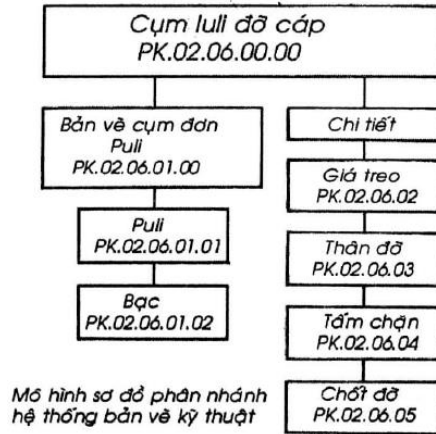 Cụm luli đỡ cáp
PK.02.06.00.00
Bản vẽ cụm đơn
Puli
PK.02.06.01.00
Puli
PK.02.06.01.01
Bạc
PK.02.06.01.02
Chi tiết
Giá treo
PK.02.06.02
Thân đỡ
PK.02.06.03
Tấm chặn
PK.02.06.04
Chốt đỡ
PK.02.06.05
Mô hình sơ đồ phân nhánh
hệ thống bản vẽ kỹ thuật